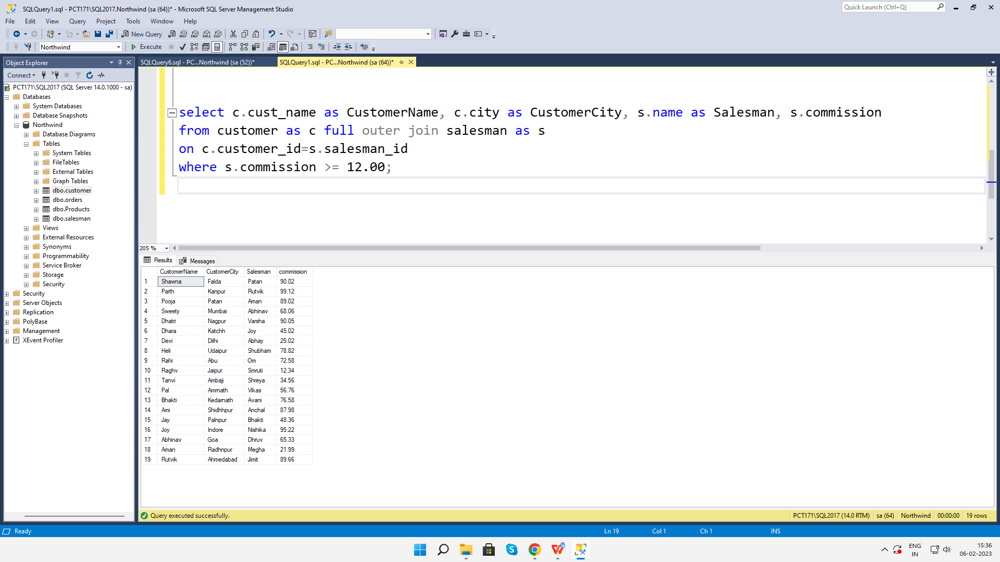 SQLQuery1.sql - PCT171\SQL2017.Northwind (sa (64))* - Microsoft SQL Server Management Studio
Quick Launch (Ctrl+Q)
File Edit View Query Project Tools Window Help
New Query MDX DMX XMLA DAX
Northwind Execute
Object Explorer
SQLQuery6.sql - PC...Northwind (sa (52))* SQLQuery1.sql - PC...Northwind (sa (64))*
Connect
PCT171\SQL2017 (SQL Server 14.0.1000 - sa)
Databases
System Databases
Database Snapshots
Northwind
Database Diagrams
Tables
System Tables
FileTables
External Tables
Graph Tables
dbo.customer
dbo.orders
dbo.Products
dbo.salesman
Views
External Resources
Synonyms
Programmability
Service Broker
Storage
Security
Security
Server Objects
Replication
PolyBase
Management
XEvent Profiler
select c.cust_name as CustomerName, c.city as CustomerCity, s.name as Salesman, s.commission
from customer as c full outer join salesman as s
on c.customer_id=s.salesman_id
where s.commission >= 12.00;
205 %
Results Messages
CustomerName CustomerCity Salesman commission
1 Shawna Falda Patan 90.02
2 Parth Kanpur Rutvik 99.12
3 Pooja Patan Aman 89.02
4 Sweety Mumbai Abhinav 68.06
5 Dhatri Nagpur Varsha 90.05
6 Dhara Katchh Joy 45.02
7 Devi Dilhi Abhay 25.02
8 Heli Udaipur Shubham 78.82
9 Rahi Abu Om 72.58
10 Raghv Jaipur Smruti 12.34
11 Tanvi Ambaji Shreya 34.56
12 Pal Amrnath Vikas 56.76
13 Bhakti Kedarnath Avani 76.58
14 Ami Shidhhpur Anchal 87.98
15 Jay Palnpur Bhakti 48.36
16 Joy Indore Nishika 95.22
17 Abhinav Goa Dhruv 65.33
18 Aman Radhnpur Megha 21.99
19 Rutvik Ahmedabad Jimit 89.66
Query executed successfully. PCT171\SQL2017 (14.0 RTM) sa (64) Northwind 00:00:00 19 rows
Ready Ln 19 Col 1 Ch 1 INS
ENG
IN
15:36
06-02-2023